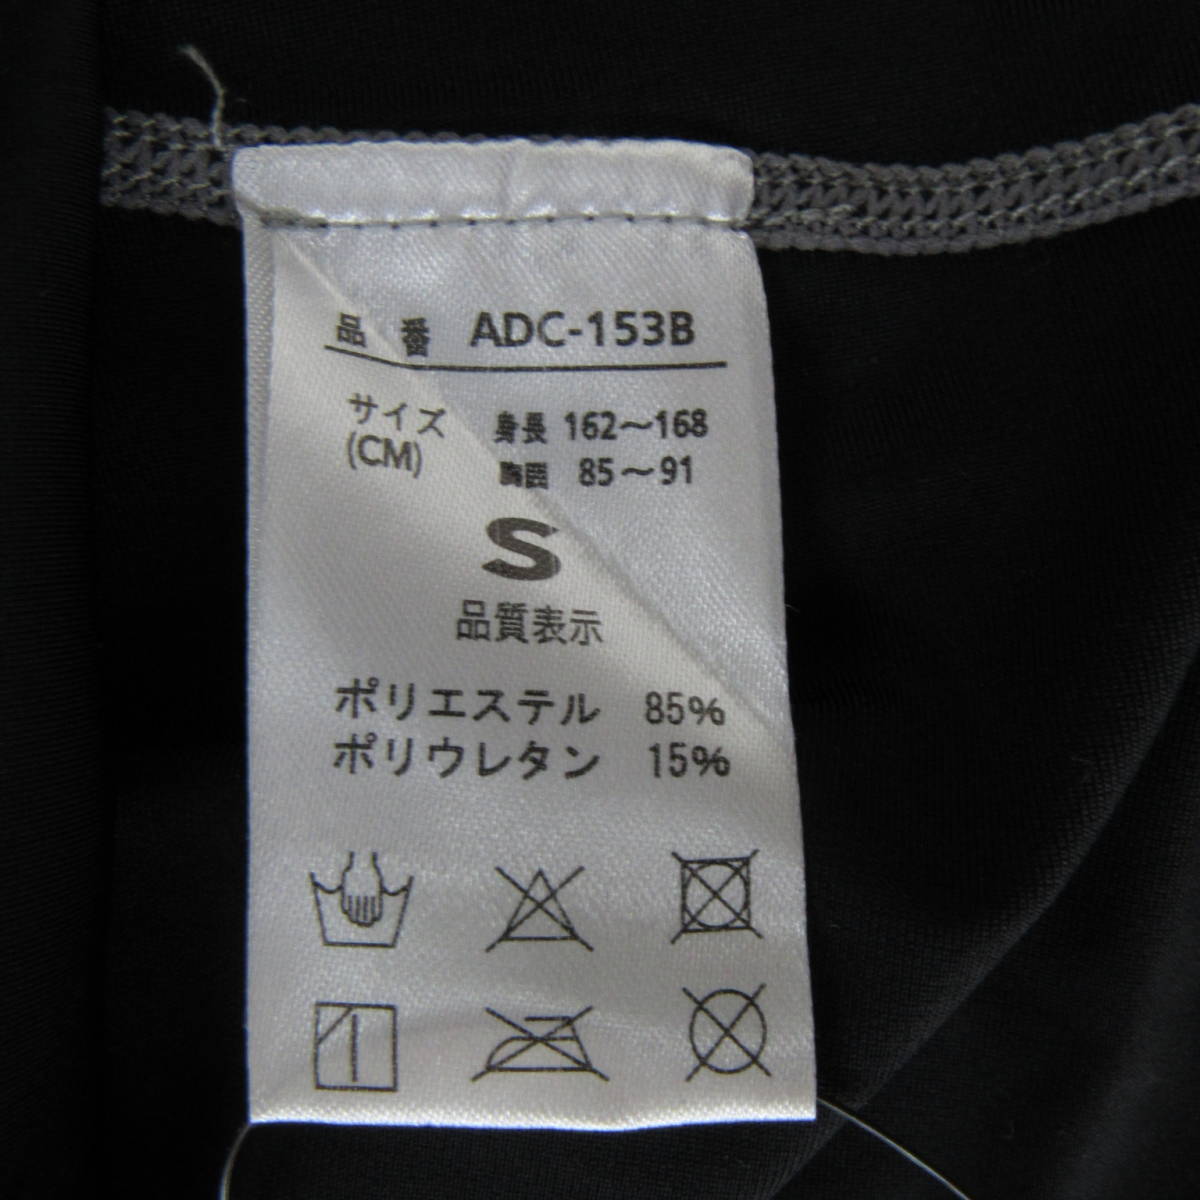 品 番 ADC-153B
サイズ 身長 162～168
(CM) 胸囲 85～91
S
品質表示
ポリエステル 85%
ポリウレタン 15%